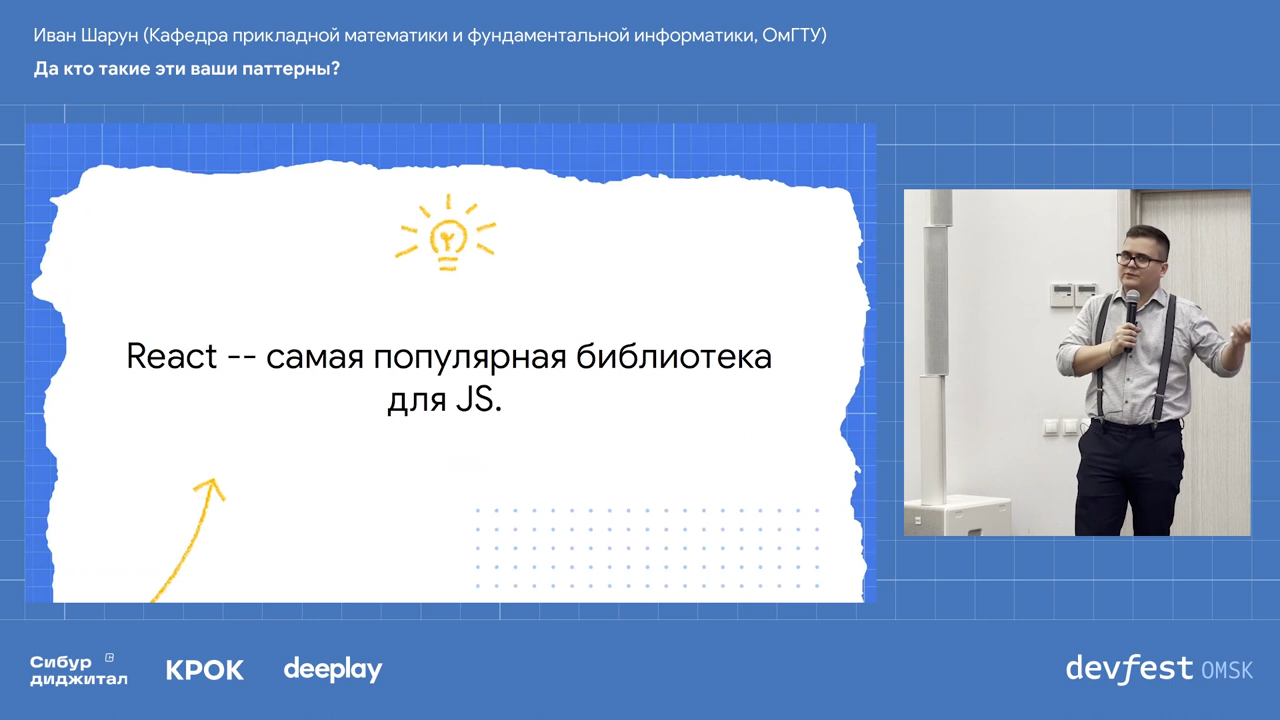 Иван Шарун (Кафедра прикладной математики и фундаментальной информатики, ОмГТУ)
Да кто такие эти ваши паттерны?
React -- самая популярная библиотека
для JS.
Сибур
диджитал
КРОК
deeplay
devfest OMSK